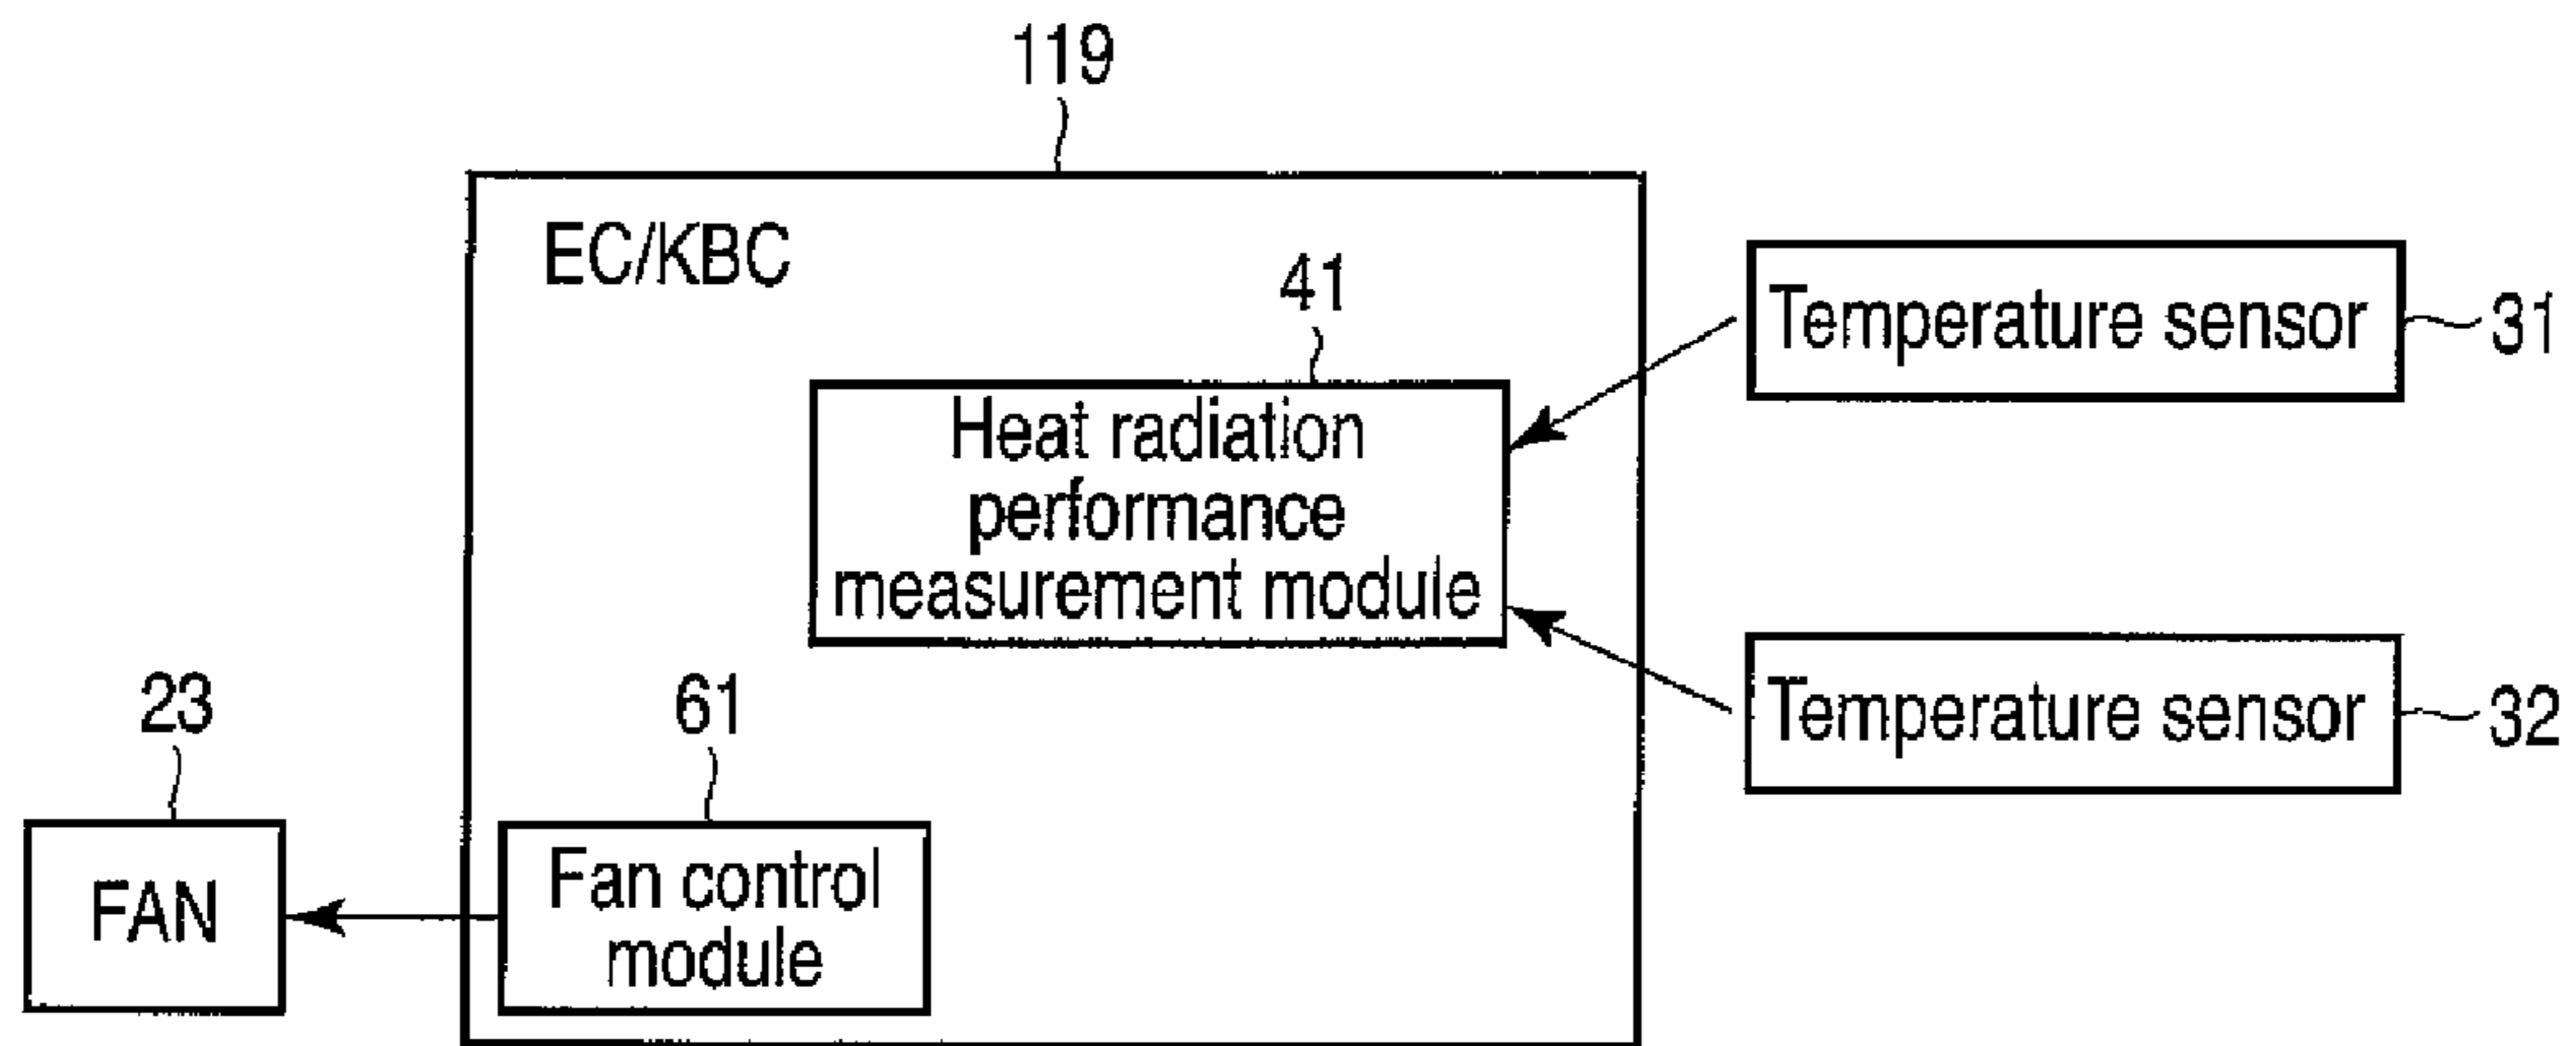 119
EC/KBC
41
Heat radiation
performance
measurement module
Temperature sensor
31
Temperature sensor
32
23
61
FAN
Fan control
module